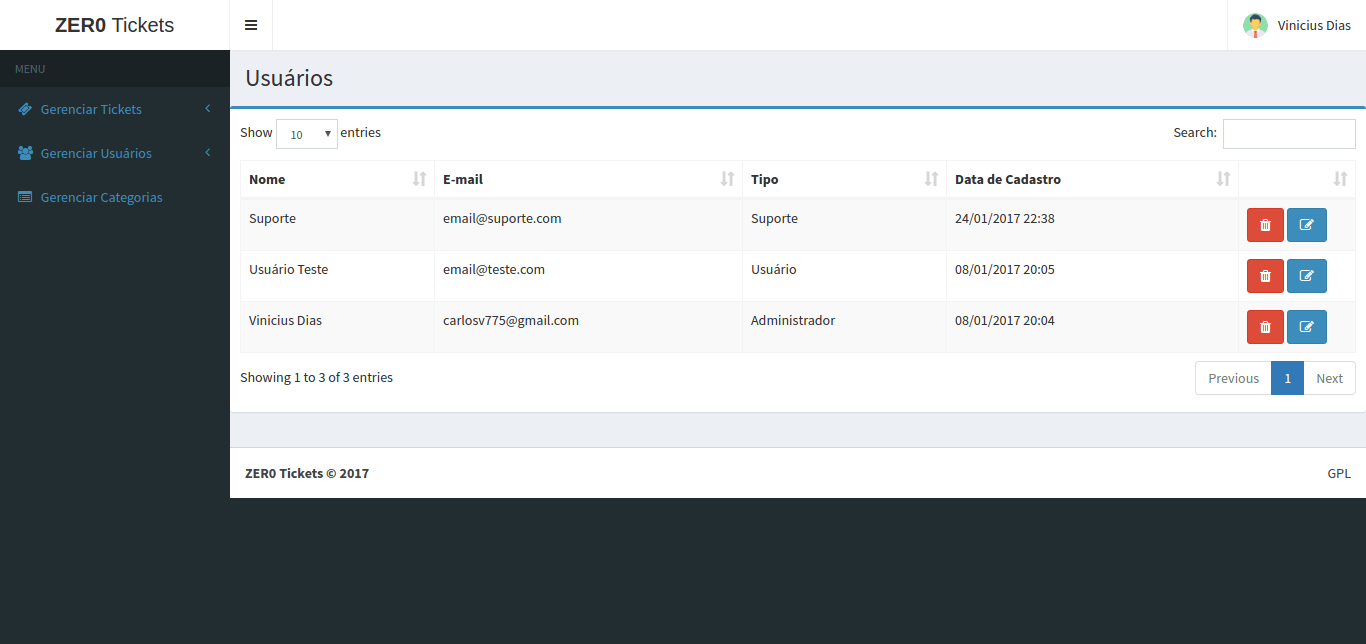 ZER0 Tickets
Vinicius Dias
MENU
Gerenciar Tickets
Gerenciar Usuários
Gerenciar Categorias
Usuários
Show 10 entries
Search:
Nome E-mail Tipo Data de Cadastro
Suporte email@suporte.com Suporte 24/01/2017 22:38
Usuário Teste email@teste.com Usuário 08/01/2017 20:05
Vinicius Dias carlosv775@gmail.com Administrador 08/01/2017 20:04
Showing 1 to 3 of 3 entries
Previous 1 Next
ZER0 Tickets © 2017
GPL